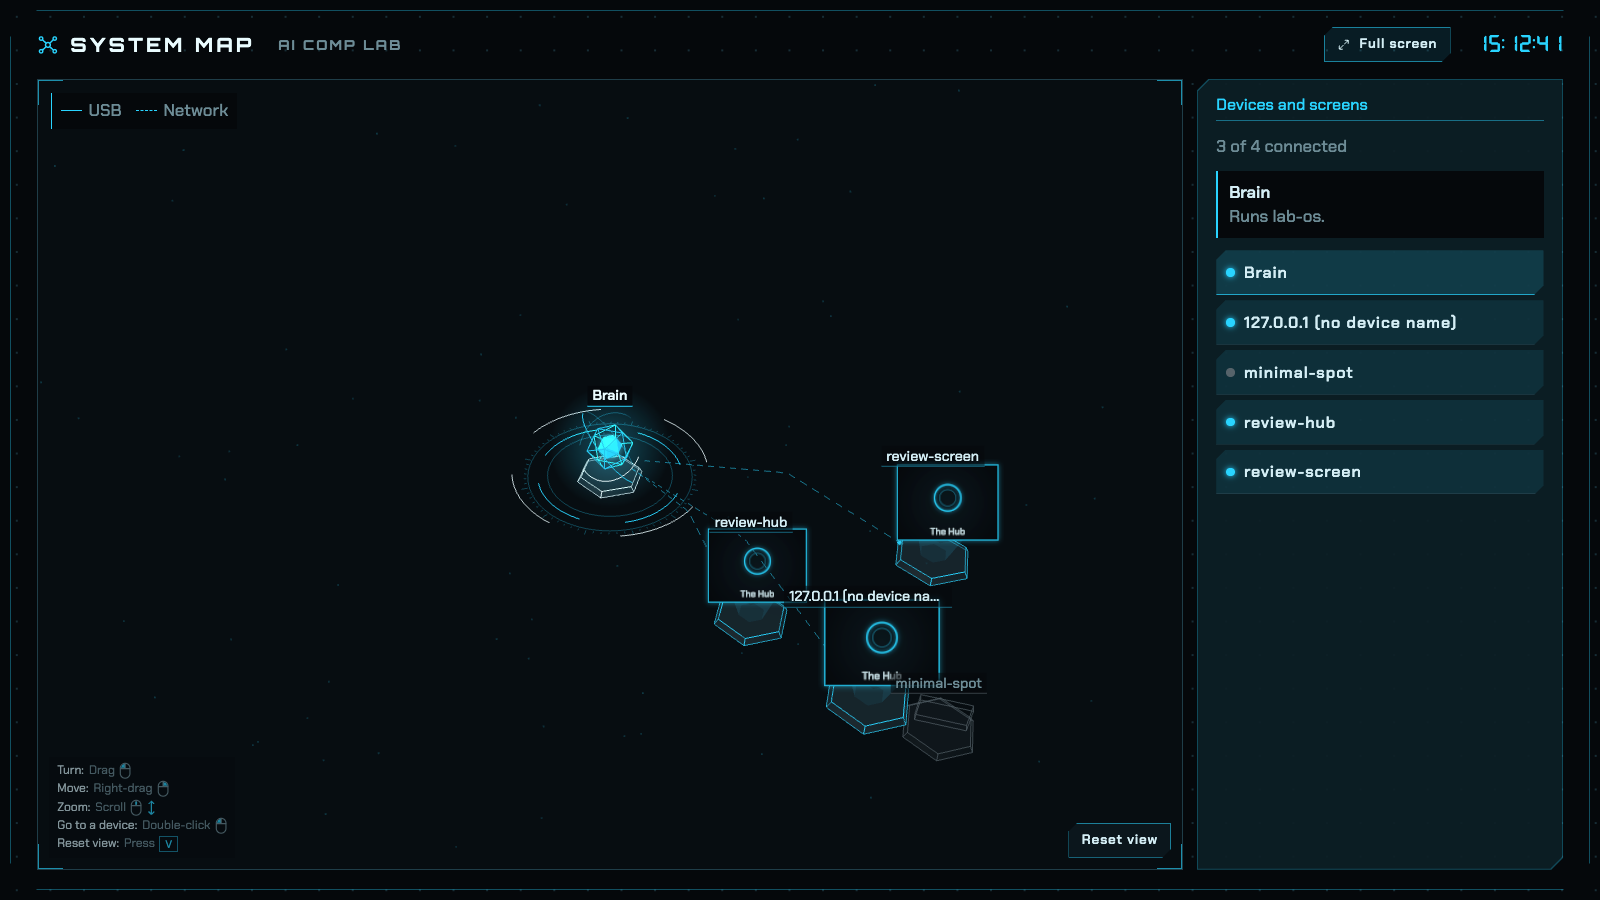 SYSTEM MAP
AI COMP LAB
Full screen
15:12:41
USB
Network
Devices and screens
3 of 4 connected
Brain
Runs lab-os.
Brain
127.0.0.1 (no device name)
minimal-spot
review-hub
review-screen
Brain
review-screen
The Hub
review-hub
The Hub
127.0.0.1 (no device na...
The Hub
minimal-spot
Turn: Drag
Move: Right-drag
Zoom: Scroll
Go to a device: Double-click
Reset view: Press V
Reset view